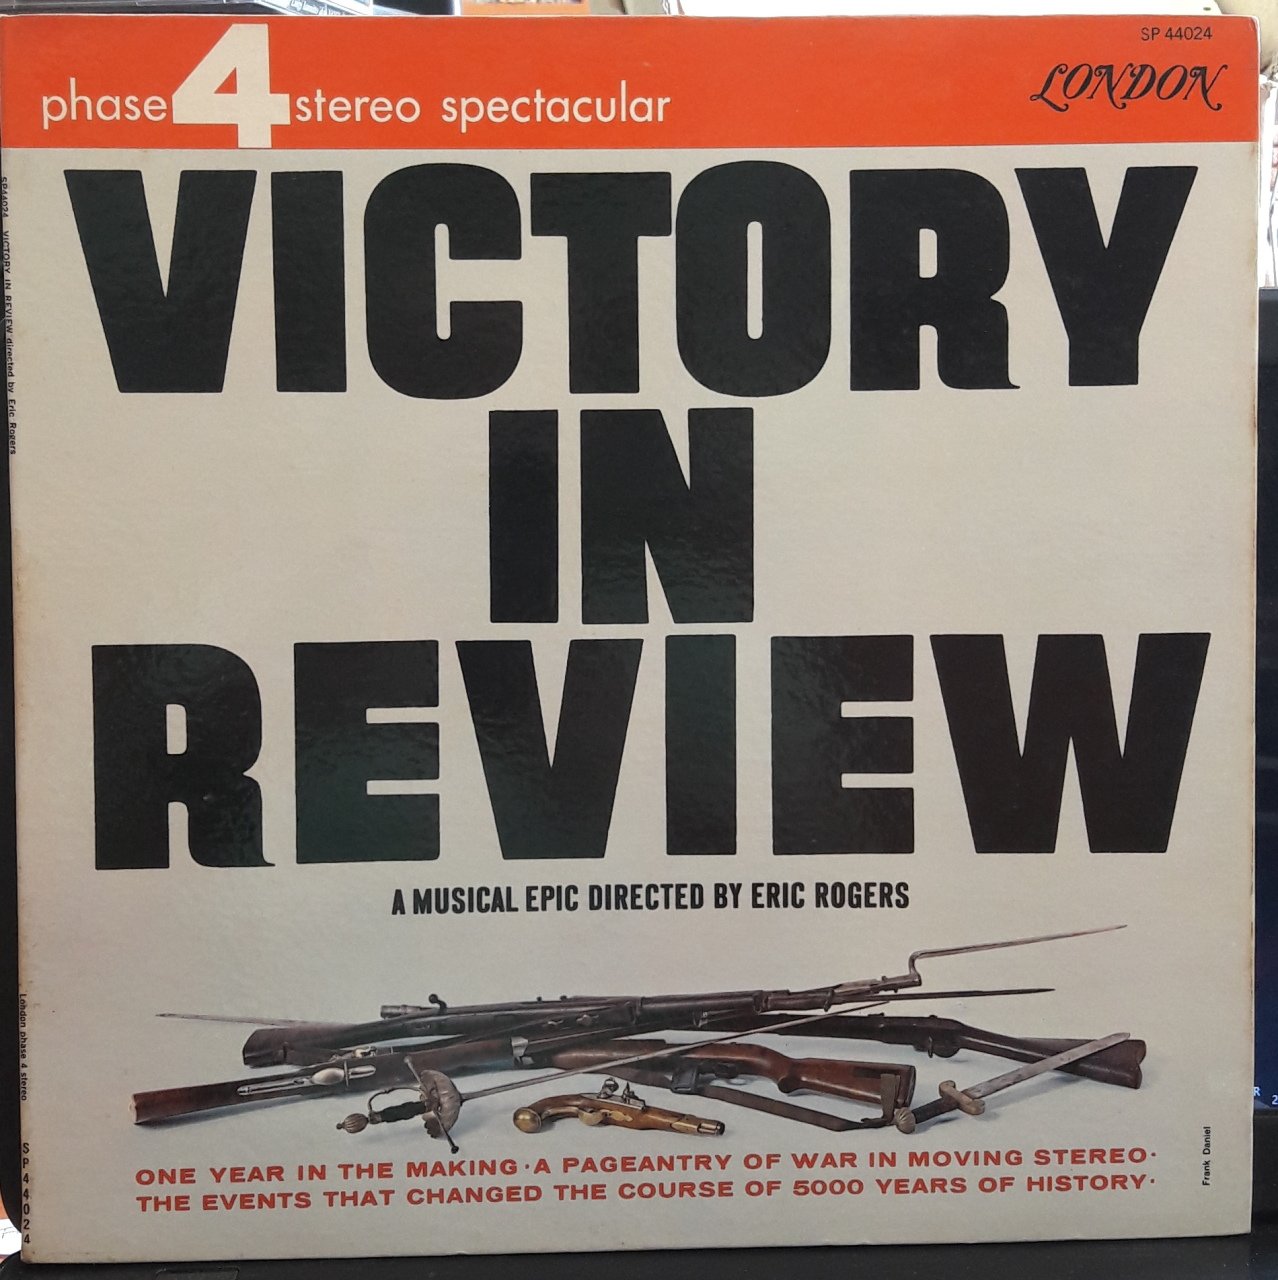 SP 44024
phase 4 stereo spectacular
LONDON
VICTORY
IN
REVIEW
A MUSICAL EPIC DIRECTED BY ERIC ROGERS
ONE YEAR IN THE MAKING · A PAGEANTRY OF WAR IN MOVING STEREO ·
THE EVENTS THAT CHANGED THE COURSE OF 5000 YEARS OF HISTORY ·
Frank Daniel
SP44024 VICTORY IN REVIEW directed by Eric Rogers
London phase 4 stereo
SP44024